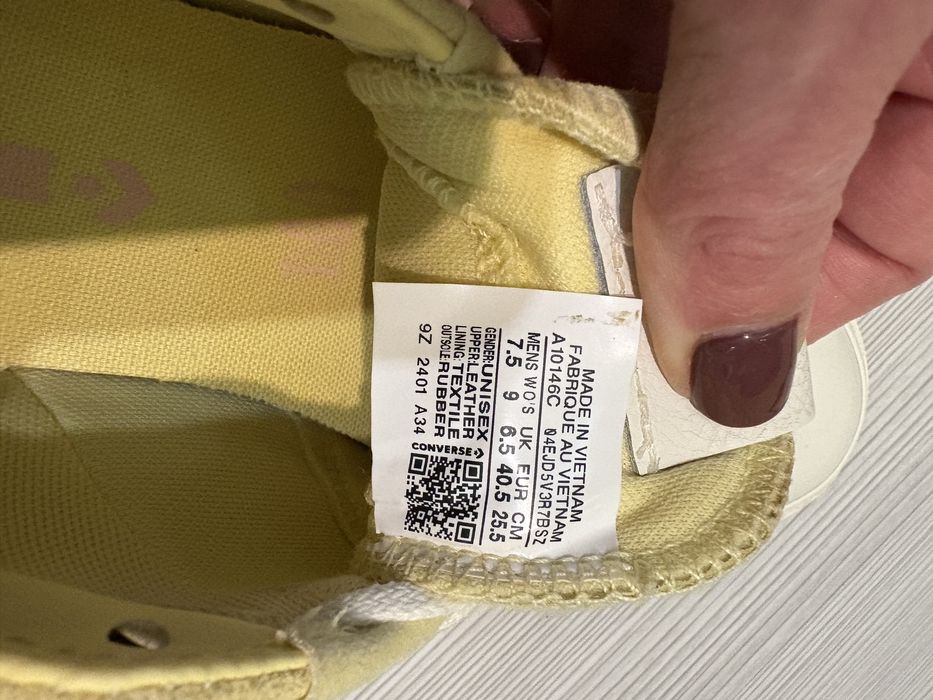 MADE IN VIETNAM
FABRIQUE AU VIETNAM
A10146C 04EJD5V3R7BSZ
MENS WO'S UK EUR CM
7.5 9 6.5 40.5 25.5
GENDER:UNISEX
UPPER:LEATHER
LINING:TEXTILE
OUTSOLE:RUBBER
9Z 2401 A34
CONVERSE